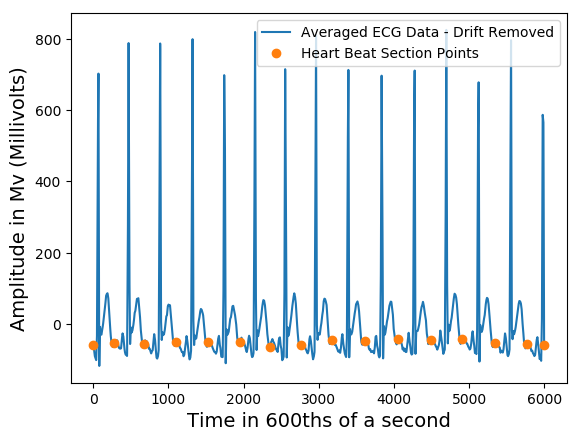 Averaged ECG Data - Drift Removed
Heart Beat Section Points
800
600
400
200
0
Amplitude in Mv (Millivolts)
0 1000 2000 3000 4000 5000 6000
Time in 600ths of a second